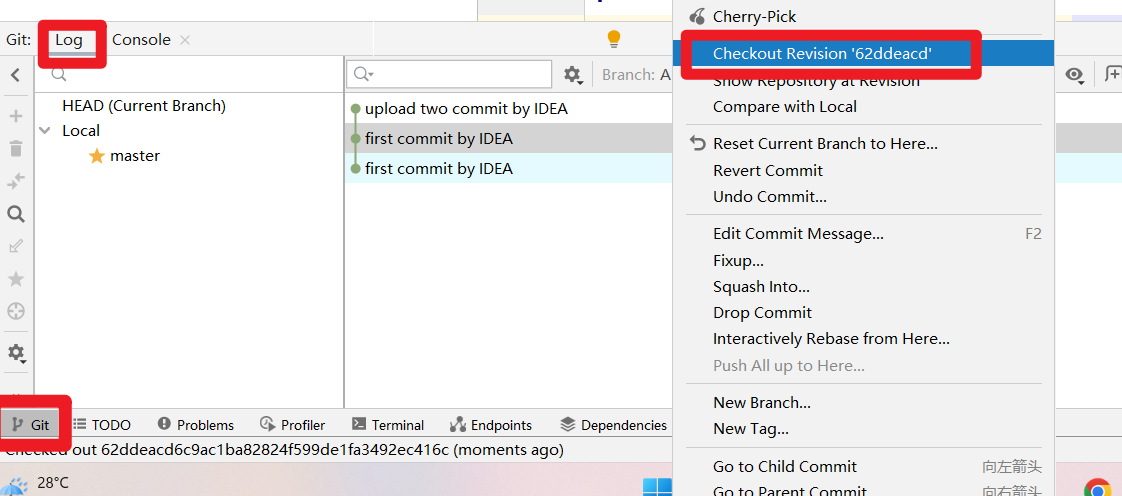 Git:
Log
Console
Branch: A
HEAD (Current Branch)
Local
master
upload two commit by IDEA
first commit by IDEA
first commit by IDEA
Cherry-Pick
Checkout Revision '62ddeacd'
Show Repository at Revision
Compare with Local
Reset Current Branch to Here...
Revert Commit
Undo Commit...
Edit Commit Message... F2
Fixup...
Squash Into...
Drop Commit
Interactively Rebase from Here...
Push All up to Here...
New Branch...
New Tag...
Go to Child Commit 向左箭头
Go to Parent Commit 向右箭头
Git
TODO
Problems
Profiler
Terminal
Endpoints
Dependencies
Checked out 62ddeacd6c9ac1ba82824f599de1fa3492ec416c (moments ago)
28°C